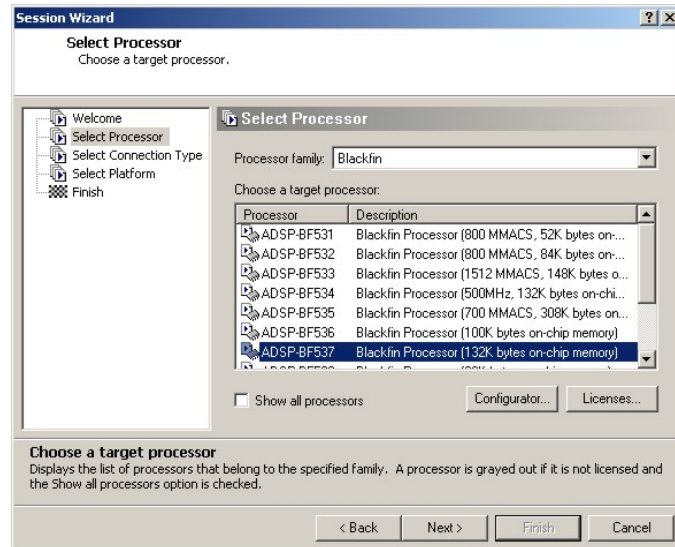 Session Wizard
Select Processor
Choose a target processor.
Welcome
Select Processor
Select Connection Type
Select Platform
Finish
Select Processor
Processor family: Blackfin
Choose a target processor:
Processor Description
ADSP-BF531 Blackfin Processor (800 MMACS, 52K bytes on-...
ADSP-BF532 Blackfin Processor (800 MMACS, 84K bytes on-...
ADSP-BF533 Blackfin Processor (1512 MMACS, 148K bytes o...
ADSP-BF534 Blackfin Processor (500MHz, 132K bytes on-chi...
ADSP-BF535 Blackfin Processor (700 MMACS, 308K bytes on...
ADSP-BF536 Blackfin Processor (100K bytes on-chip memory)
ADSP-BF537 Blackfin Processor (132K bytes on-chip memory)
Show all processors Configurator... Licenses...
Choose a target processor
Displays the list of processors that belong to the specified family. A processor is grayed out if it is not licensed and
the Show all processors option is checked.
< Back Next > Finish Cancel